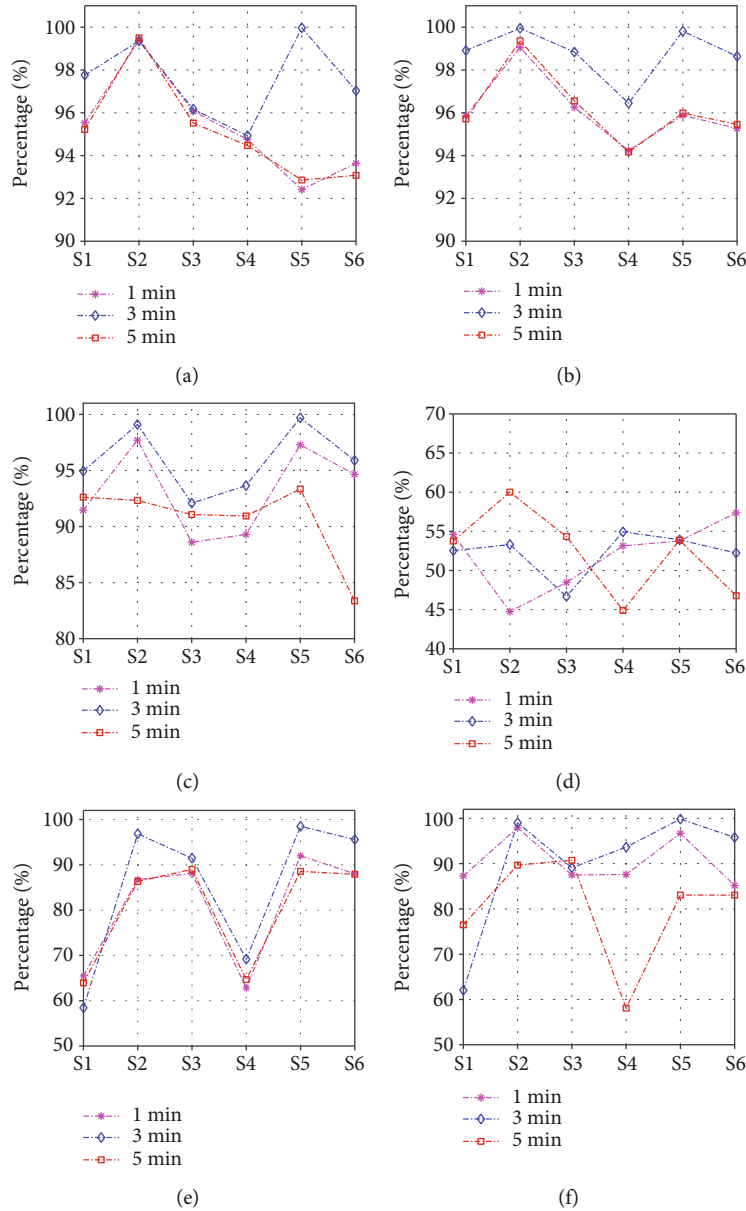 Percentage (%)
100
98
96
94
92
90
S1 S2 S3 S4 S5 S6
1 min
3 min
5 min
(a)
Percentage (%)
100
98
96
94
92
90
S1 S2 S3 S4 S5 S6
1 min
3 min
5 min
(b)
Percentage (%)
100
95
90
85
80
S1 S2 S3 S4 S5 S6
1 min
3 min
5 min
(c)
Percentage (%)
70
60
55
50
45
40
S1 S2 S3 S4 S5 S6
1 min
3 min
5 min
(d)
Percentage (%)
100
90
80
70
60
50
S1 S2 S3 S4 S5 S6
1 min
3 min
5 min
(e)
Percentage (%)
100
90
80
70
60
50
S1 S2 S3 S4 S5 S6
1 min
3 min
5 min
(f)